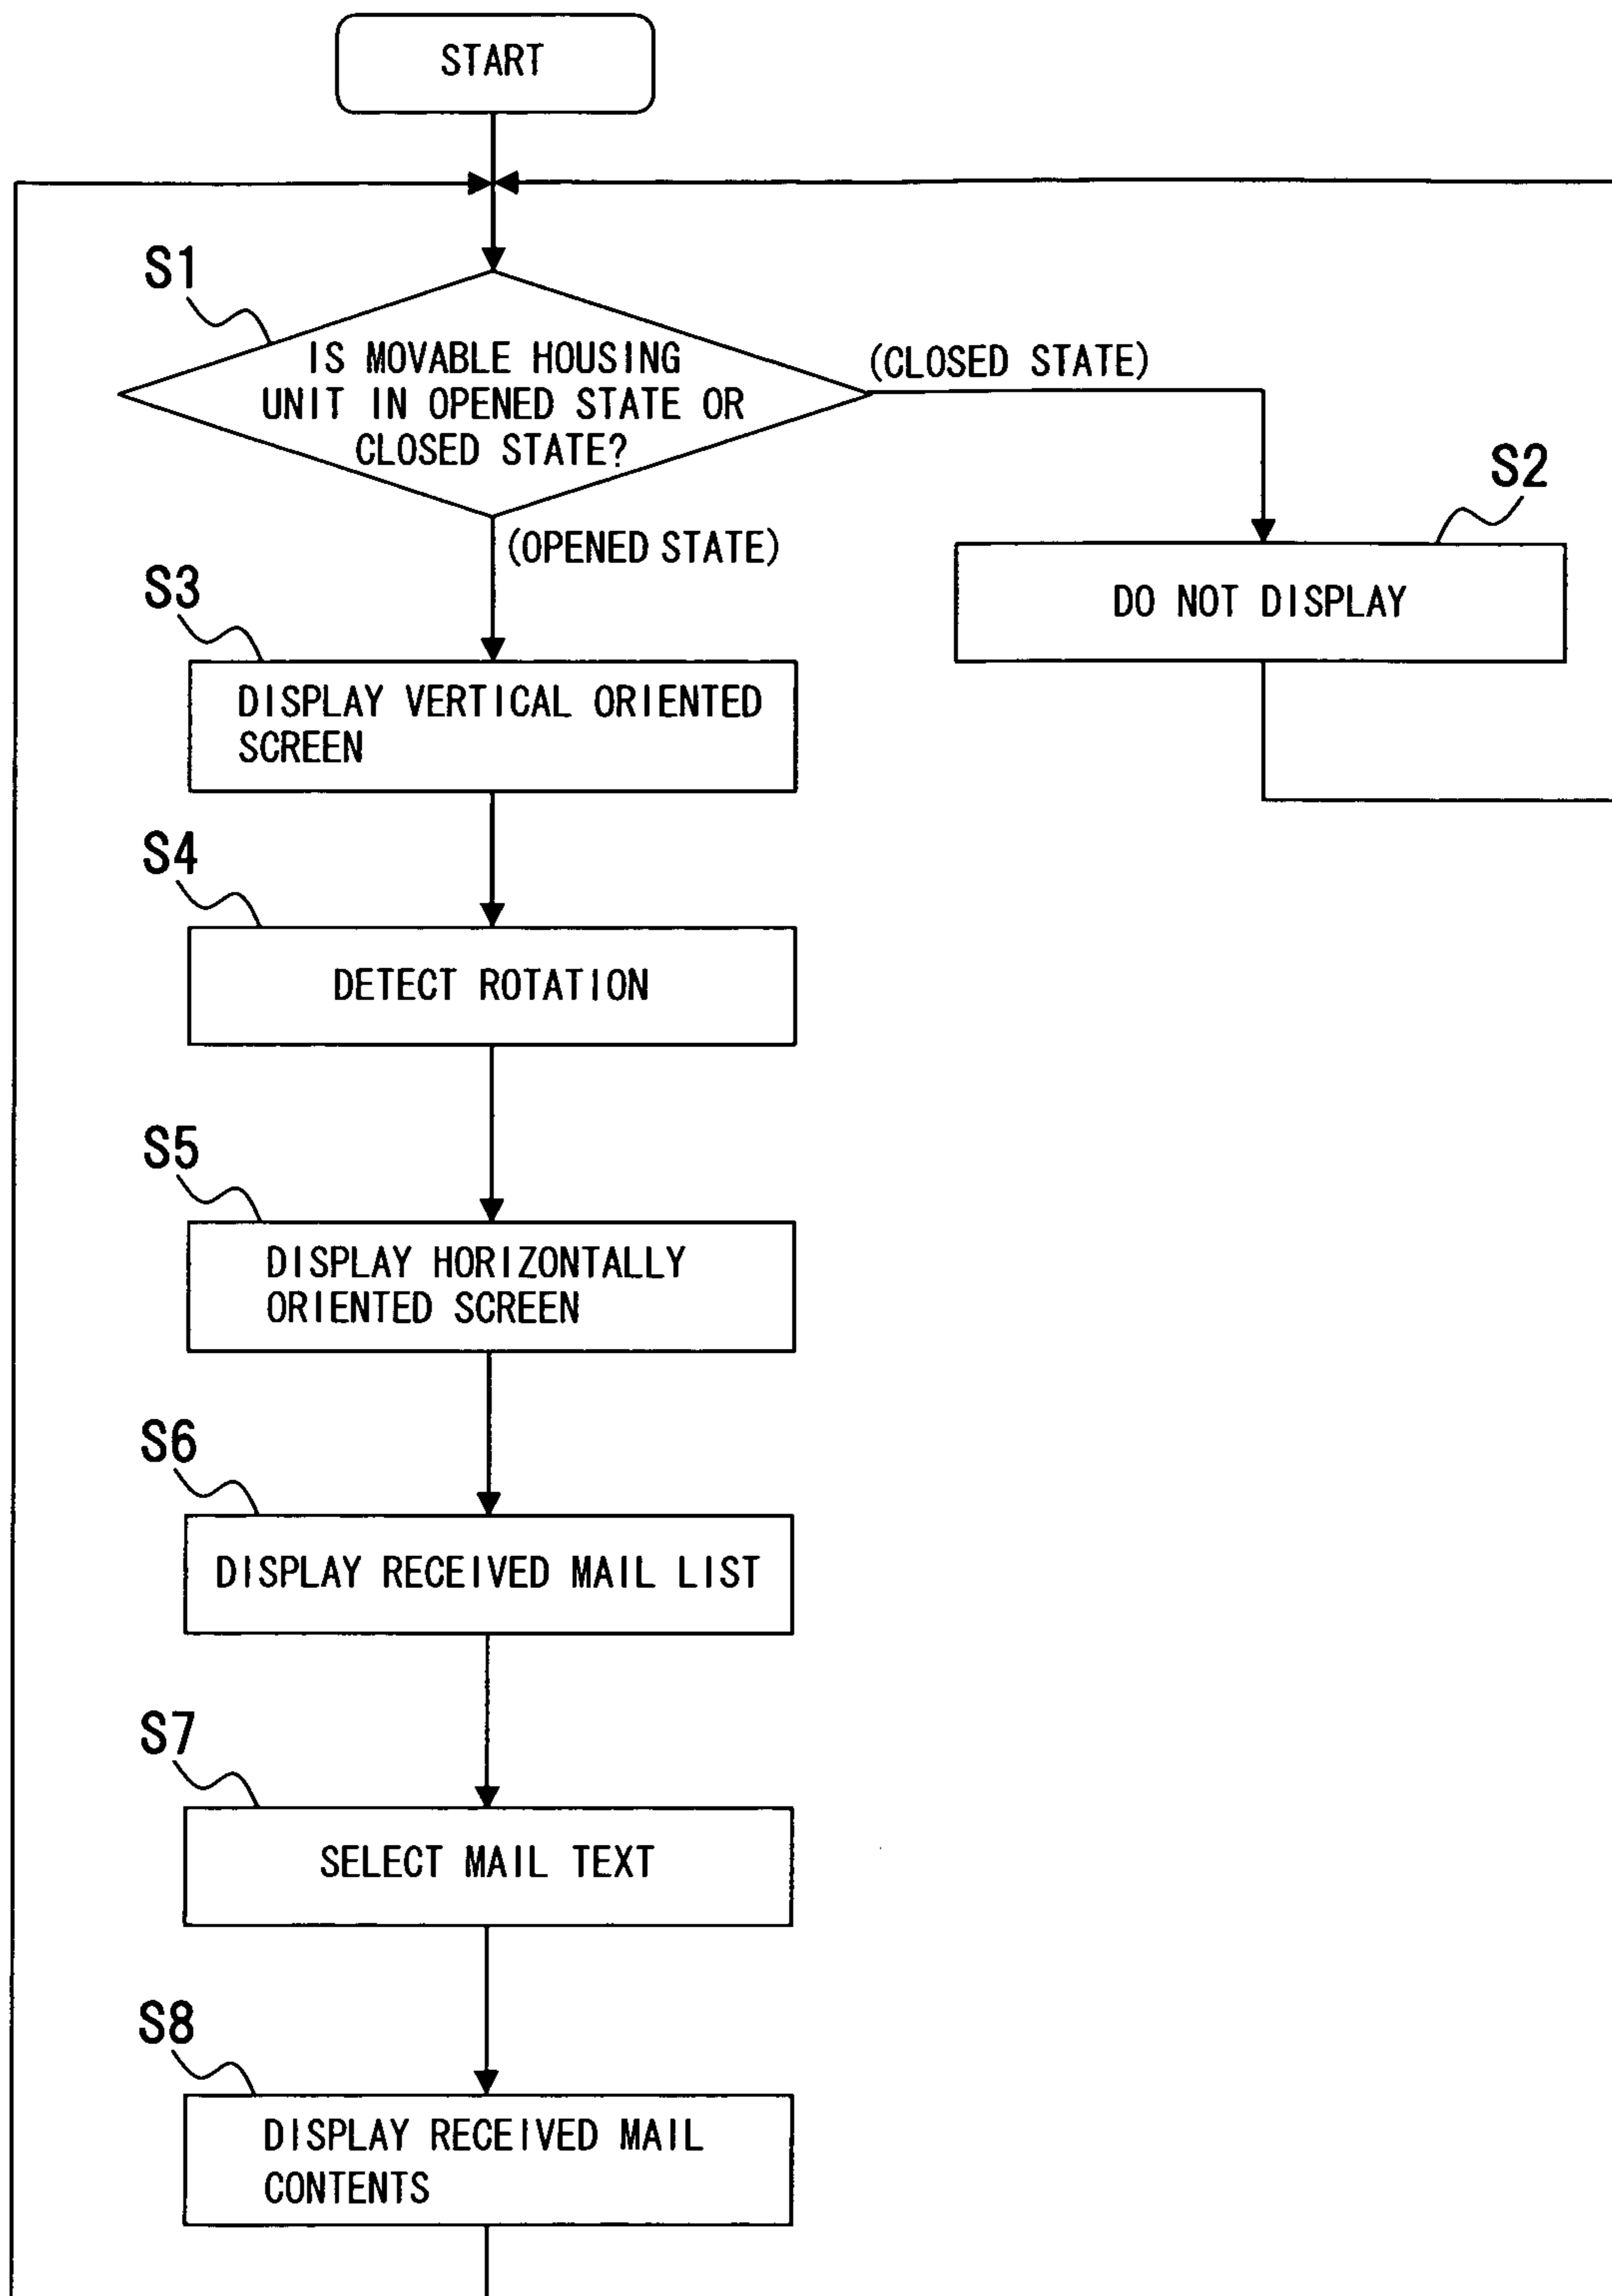 START
S1
IS MOVABLE HOUSING
UNIT IN OPENED STATE OR
CLOSED STATE?
(CLOSED STATE)
S2
DO NOT DISPLAY
(OPENED STATE)
S3
DISPLAY VERTICAL ORIENTED
SCREEN
S4
DETECT ROTATION
S5
DISPLAY HORIZONTALLY
ORIENTED SCREEN
S6
DISPLAY RECEIVED MAIL LIST
S7
SELECT MAIL TEXT
S8
DISPLAY RECEIVED MAIL
CONTENTS